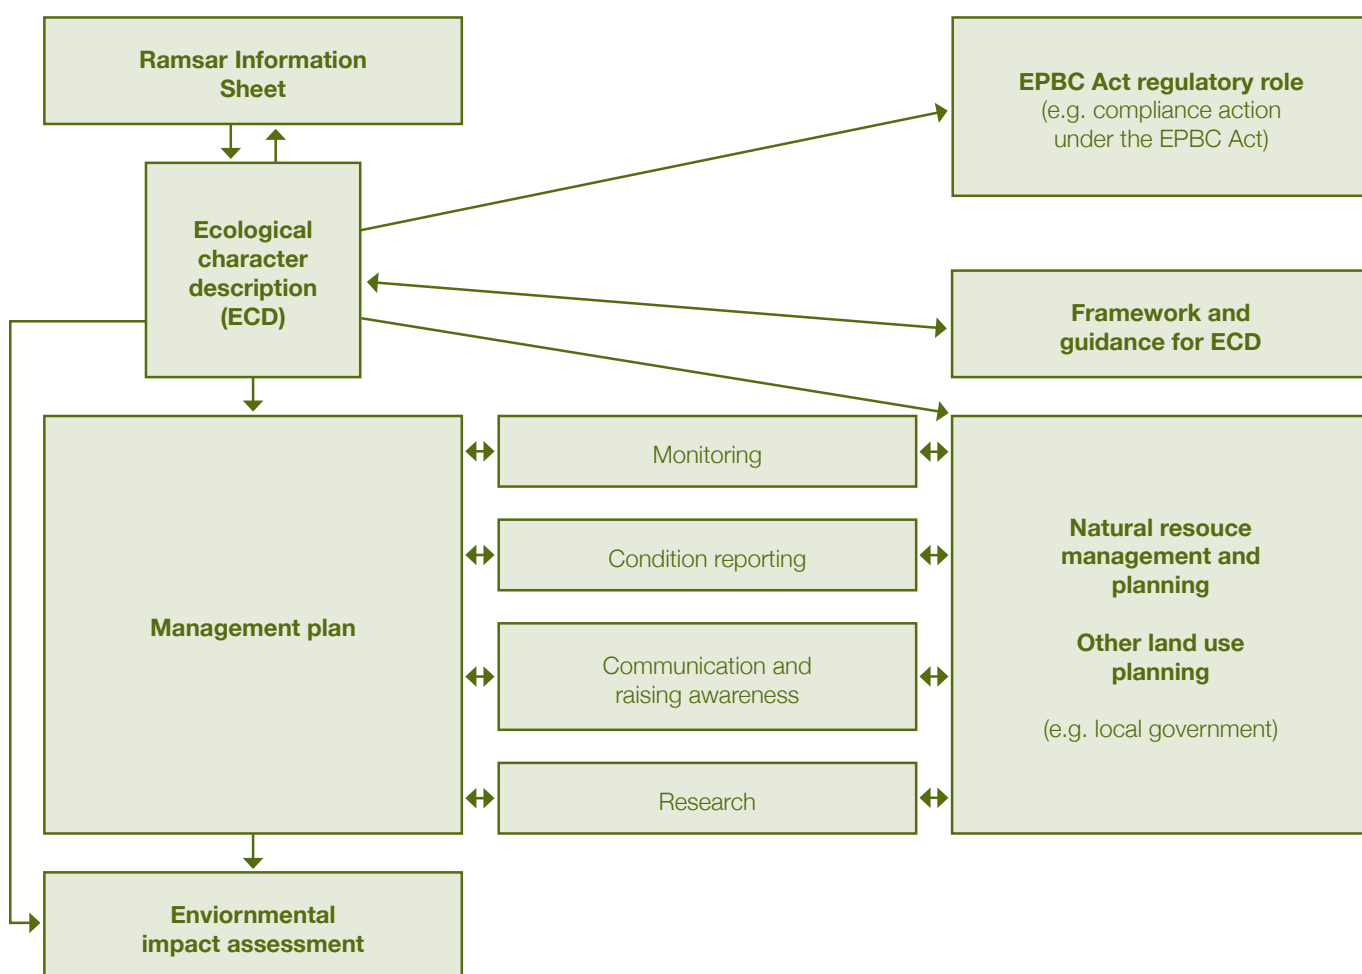 Ramsar Information
Sheet
EPBC Act regulatory role
(e.g. compliance action
under the EPBC Act)
Ecological
character
description
(ECD)
Framework and
guidance for ECD
Management plan
Monitoring
Condition reporting
Communication and
raising awareness
Research
Natural resouce
management and
planning
Other land use
planning
(e.g. local government)
Enviornmental
impact assessment